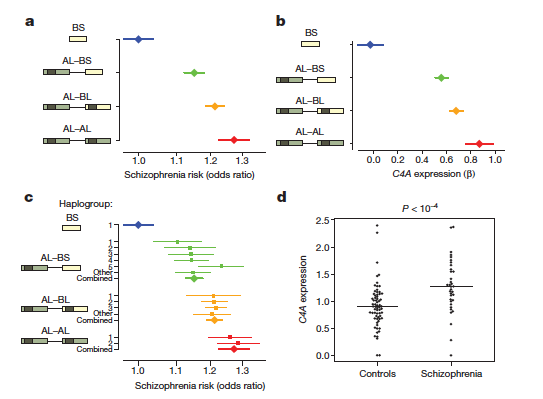 a
BS
AL–BS
AL–BL
AL–AL
1.0 1.1 1.2 1.3
Schizophrenia risk (odds ratio)
b
BS
AL–BS
AL–BL
AL–AL
0.0 0.2 0.4 0.6 0.8 1.0
C4A expression (β)
c
Haplogroup:
BS
1
AL–BS
1
2
3
4
5
Other
Combined
AL–BL
1
2
3
Other
Combined
AL–AL
1
2
Combined
1.0 1.1 1.2 1.3
Schizophrenia risk (odds ratio)
d
P < 10⁻⁴
2.5
2.0
1.5
1.0
0.5
0.0
C4A expression
Controls Schizophrenia